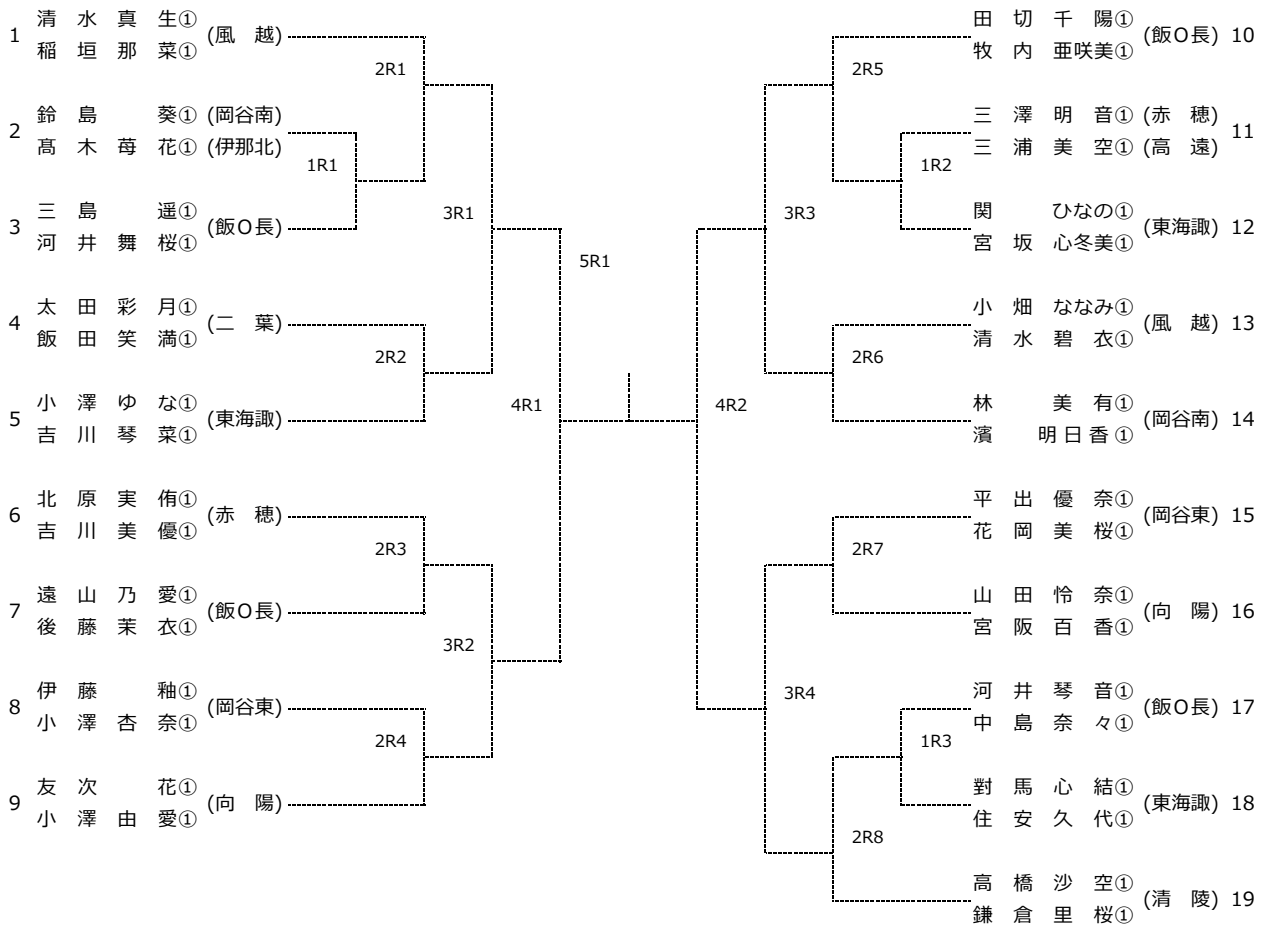 1 清水真生① (風越)
稲垣那菜①
2R1
2 鈴島葵① (岡谷南)
髙木苺花① (伊那北)
1R1
3 三島遥① (飯O長)
河井舞桜①
3R1
5R1
4 太田彩月① (二葉)
飯田笑満①
2R2
5 小澤ゆな① (東海諏)
吉川琴菜①
4R1
6 北原実侑① (赤穂)
吉川美優①
2R3
7 遠山乃愛① (飯O長)
後藤茉衣①
3R2
8 伊藤釉① (岡谷東)
小澤杏奈①
2R4
9 友次花① (向陽)
小澤由愛①
田切千陽① (飯O長) 10
牧内亜咲美①
2R5
三澤明音① (赤穂) 11
三浦美空① (高遠)
1R2
関ひなの① (東海諏) 12
宮坂心冬美①
3R3
小畑ななみ① (風越) 13
清水碧衣①
2R6
林美有① (岡谷南) 14
濱明日香①
4R2
平出優奈① (岡谷東) 15
花岡美桜①
2R7
山田怜奈① (向陽) 16
宮阪百香①
3R4
河井琴音① (飯O長) 17
中島奈々①
1R3
對馬心結① (東海諏) 18
住安久代①
2R8
高橋沙空① (清陵) 19
鎌倉里桜①